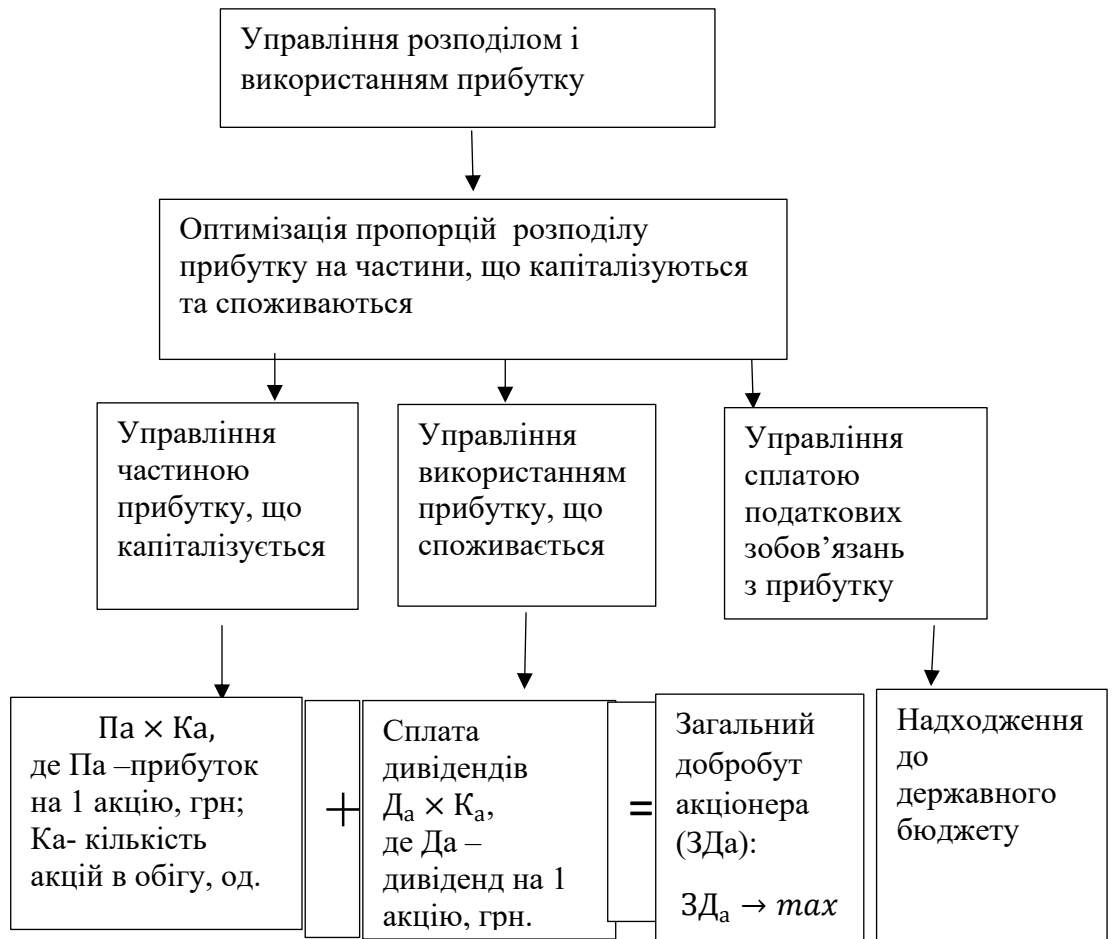 Управління розподілом і
використанням прибутку
Оптимізація пропорцій розподілу
прибутку на частини, що капіталізуються
та споживаються
Управління
частиною
прибутку, що
капіталізується
Управління
використанням
прибутку, що
споживається
Управління
сплатою
податкових
зобов’язань
з прибутку
Па × Ка,
де Па –прибуток
на 1 акцію, грн;
Ка- кількість
акцій в обігу, од.
+
Сплата
дивідендів
Дₐ × Кₐ,
де Да –
дивіденд на 1
акцію, грн.
=
Загальний
добробут
акціонера
(ЗДа):
ЗДₐ → max
Надходження
до
державного
бюджету